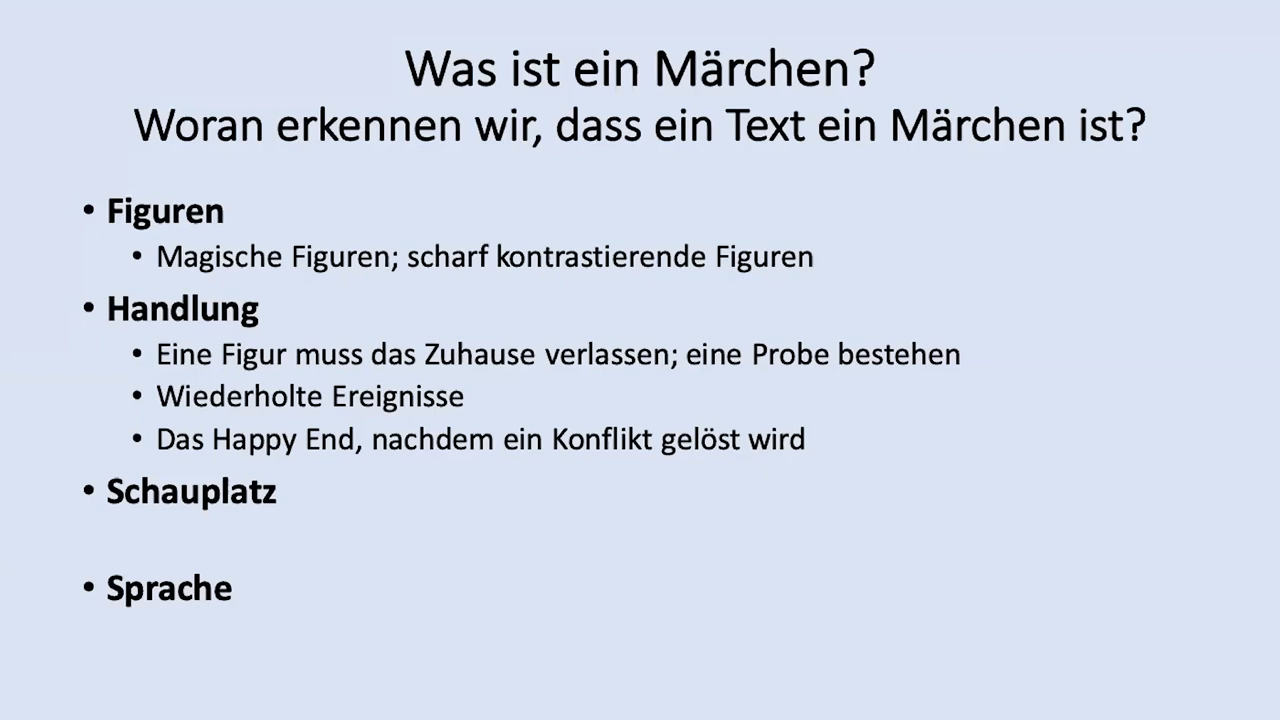 Was ist ein Märchen?
Woran erkennen wir, dass ein Text ein Märchen ist?
• Figuren
• Magische Figuren; scharf kontrastierende Figuren
• Handlung
• Eine Figur muss das Zuhause verlassen; eine Probe bestehen
• Wiederholte Ereignisse
• Das Happy End, nachdem ein Konflikt gelöst wird
• Schauplatz
• Sprache